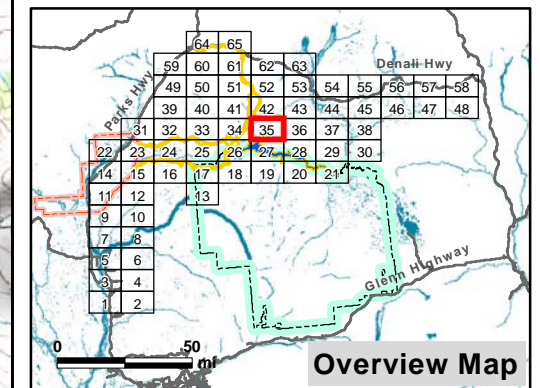 64 65
59 60 61 62 63
Denali Hwy
49 50 51 52 53 54 55 56 57 58
Parks Hwy
39 40 41 42 43 44 45 46 47 48
31 32 33 34 35 36 37 38
22 23 24 25 26 27 28 29 30
14 15 16 17 18 19 20 21
11 12 13
9 10
7 8
5 6
Glenn Highway
3 4
1 2
0 50
mi
Overview Map